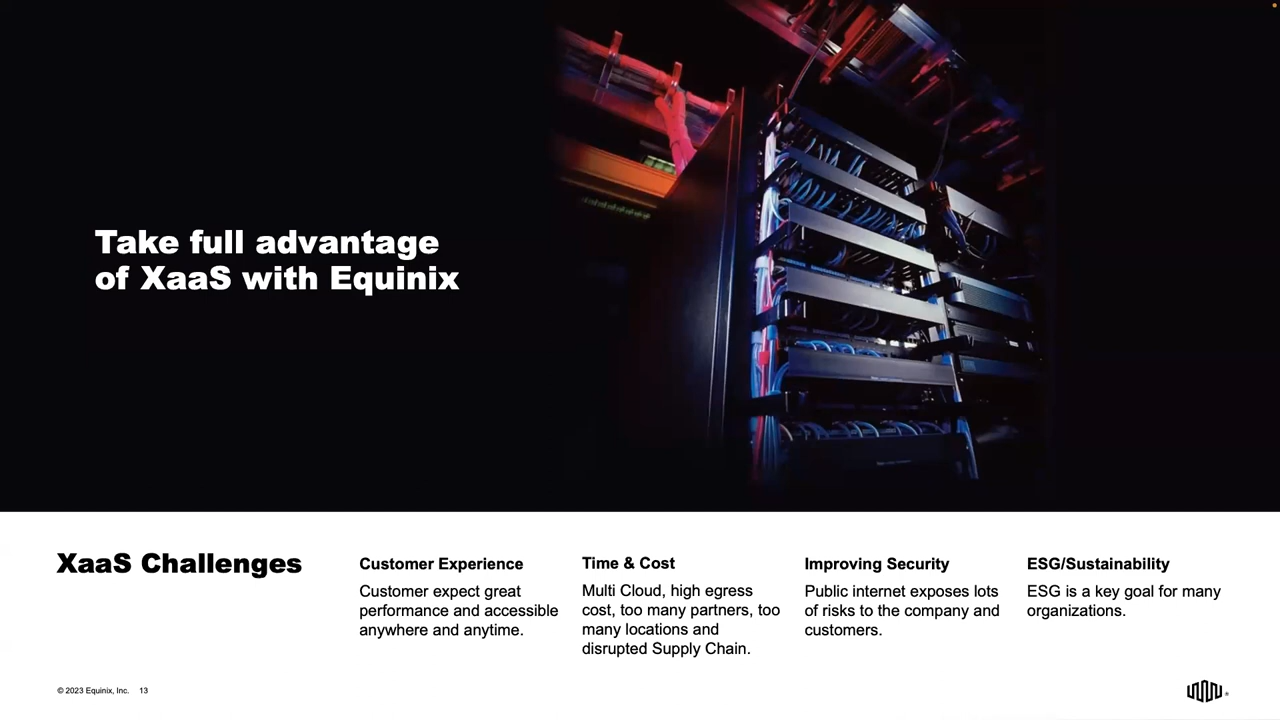 Take full advantage
of XaaS with Equinix
XaaS Challenges
Customer Experience
Customer expect great
performance and accessible
anywhere and anytime.
Time & Cost
Multi Cloud, high egress
cost, too many partners, too
many locations and
disrupted Supply Chain.
Improving Security
Public internet exposes lots
of risks to the company and
customers.
ESG/Sustainability
ESG is a key goal for many
organizations.
© 2023 Equinix, Inc. 13
®